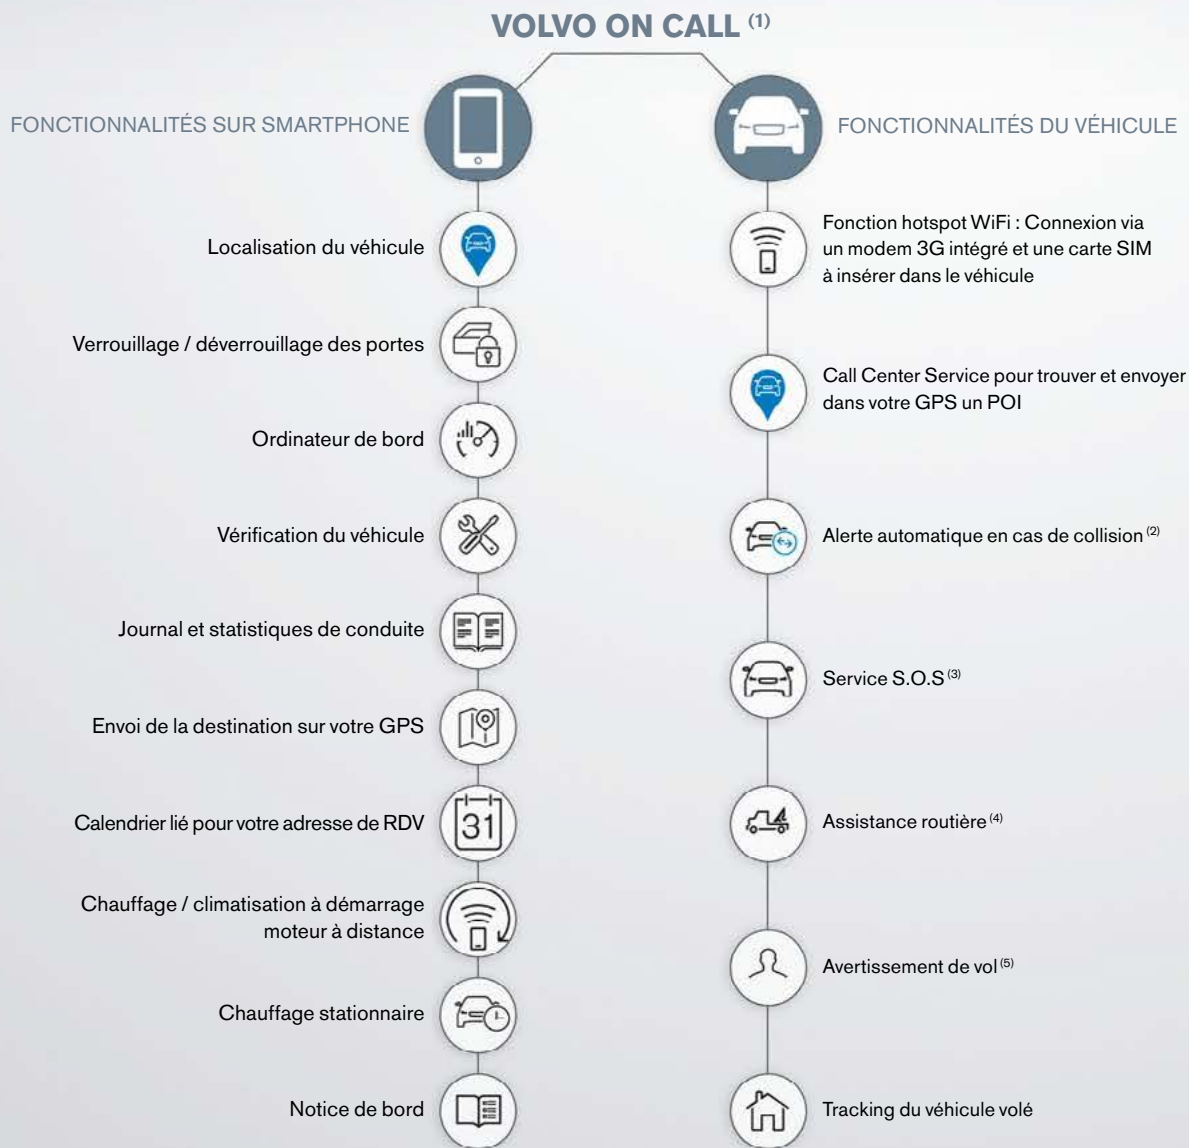 VOLVO ON CALL (1)
FONCTIONNALITÉS SUR SMARTPHONE
Localisation du véhicule
Verrouillage / déverrouillage des portes
Ordinateur de bord
Vérification du véhicule
Journal et statistiques de conduite
Envoi de la destination sur votre GPS
Calendrier lié pour votre adresse de RDV
31
Chauffage / climatisation à démarrage
moteur à distance
Chauffage stationnaire
Notice de bord
FONCTIONNALITÉS DU VÉHICULE
Fonction hotspot WiFi : Connexion via
un modem 3G intégré et une carte SIM
à insérer dans le véhicule
Call Center Service pour trouver et envoyer
dans votre GPS un POI
Alerte automatique en cas de collision (2)
Service S.O.S (3)
Assistance routière (4)
Avertissement de vol (5)
Tracking du véhicule volé